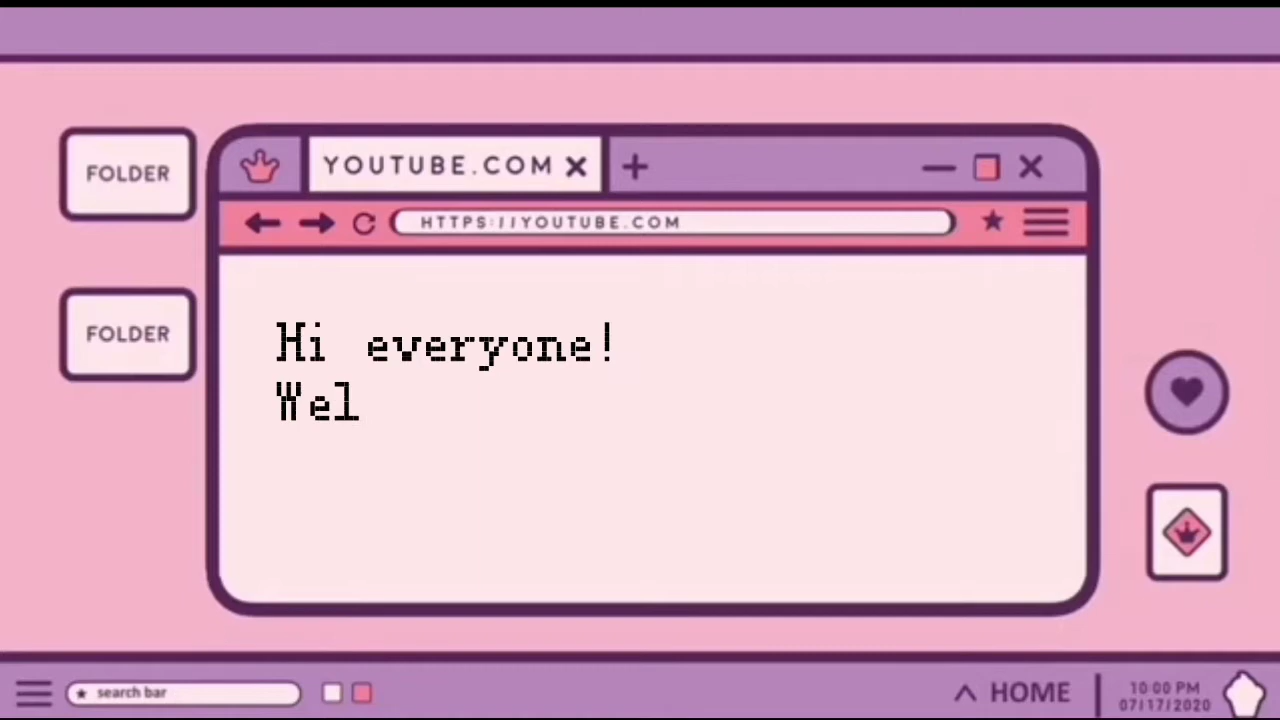 YOUTUBE.COM
HTTPS://YOUTUBE.COM
FOLDER
FOLDER
Hi everyone!
Wel
search bar
HOME
10:00 PM
07/17/2020